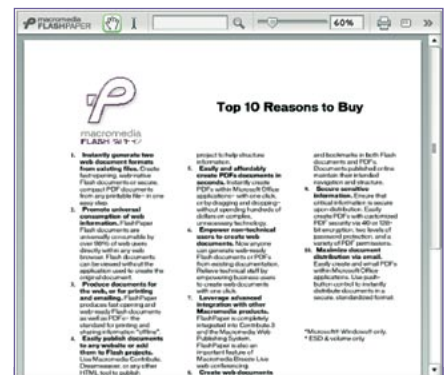 macromedia
FLASHPAPER
60%
Top 10 Reasons to Buy
macromedia
FLASH
1. Instantly generate two
web document formats
from existing files. Create
fast-opening, web-native
Flash documents or secure,
compact PDF documents
from any printable file– in one
easy step.
2. Promote universal
consumption of web
information. FlashPaper
Flash documents are
universally consumable by
over 98% of web users
directly within any web
browser. Flash documents
can be viewed without the
application used to create the
original document.
3. Produce documents for
the web, or for printing
and emailing. FlashPaper
produces fast opening and
web-ready Flash documents
as well as PDFs– the
standard for printing and
sharing information "offline".
4. Easily publish documents
to any website or add
them to Flash projects.
Use Macromedia Contribute,
Dreamweaver, or any other
HTML tool to publish
project to help structure
information.
5. Easily and affordably
create PDFs documents in
seconds. Instantly create
PDFs within Microsoft Office
applications– with one click,
or by dragging and dropping–
without spending hundreds of
dollars on complex,
unnecessary technology.
6. Empower non-technical
users to create web
documents. Now anyone
can generate web-ready
Flash documents or PDFs
from existing documentation.
Relieve technical staff by
empowering business users
to create web documents
with one click.
7. Leverage advanced
integration with other
Macromedia products.
FlashPaper is completely
integrated into Contribute 3
and the Macromedia Web
Publishing System.
FlashPaper is also an
important feature of
Macromedia Breeze Live
web conferencing.
8. Create web documents
and bookmarks in both Flash
documents and PDFs.
Documents published online
maintain their intended
navigation and structure.
9. Secure sensitive
information. Ensure that
critical information is secure
upon distribution. Easily
create PDFs with customized
PDF security via 40 or 128-
bit encryption, two levels of
password protection, and a
variety of PDF permissions.
10. Maximize document
distribution via email.
Easily create and email PDFs
within Microsoft Office
applications. Use push-
button control to instantly
distribute documents in a
secure, standardized format.
*Microsoft® Windows® only.
* ESD & volume only